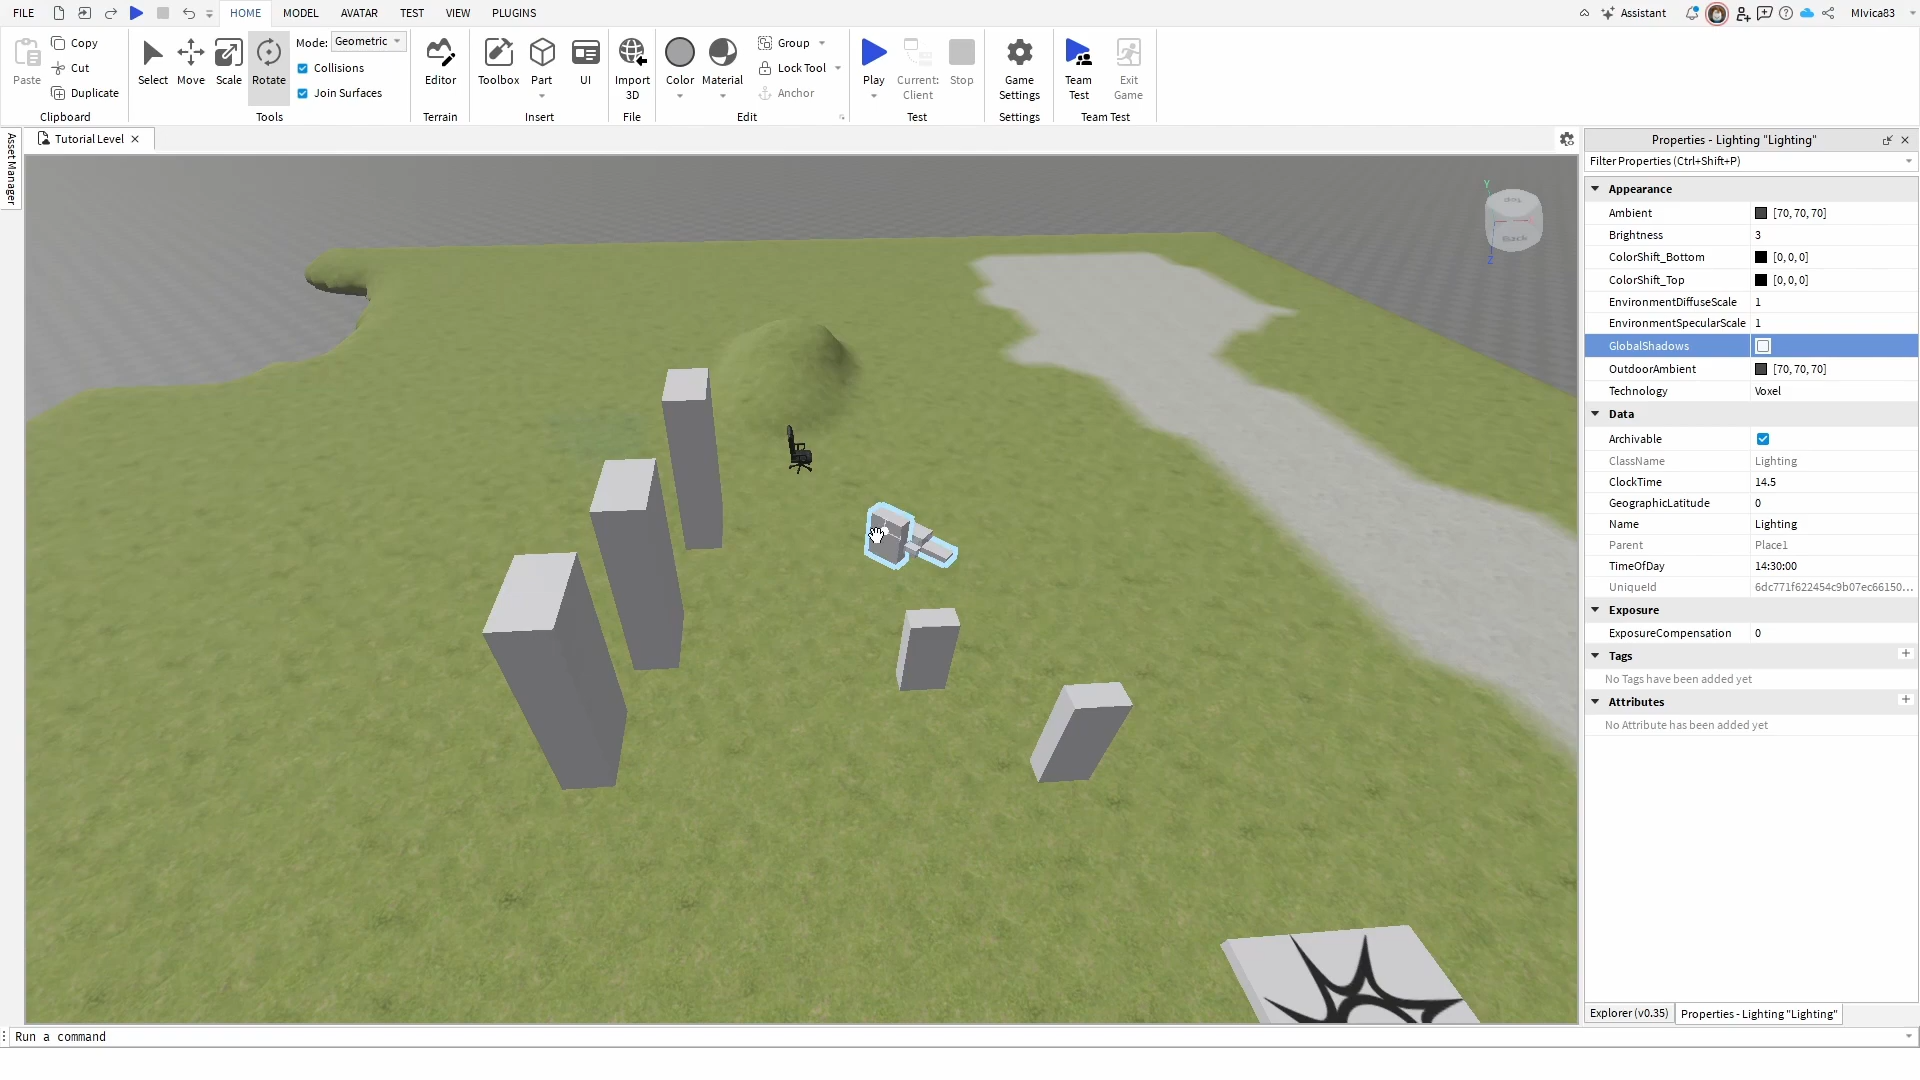 FILE HOME MODEL AVATAR TEST VIEW PLUGINS Assistant MIvica83
Paste Copy Cut Duplicate
Clipboard
Select Move Scale Rotate Mode: Geometric
Collisions
Join Surfaces
Tools
Editor
Terrain
Toolbox Part UI
Insert
Import 3D
File
Color Material Group
Lock Tool
Anchor
Edit
Play Current: Client Stop
Test
Game Settings
Settings
Team Test Exit Game
Team Test
Asset Manager
Tutorial Level
Y
Z
Back
Properties - Lighting "Lighting"
Filter Properties (Ctrl+Shift+P)
Appearance
Ambient [70, 70, 70]
Brightness 3
ColorShift_Bottom [0, 0, 0]
ColorShift_Top [0, 0, 0]
EnvironmentDiffuseScale 1
EnvironmentSpecularScale 1
GlobalShadows
OutdoorAmbient [70, 70, 70]
Technology Voxel
Data
Archivable
ClassName Lighting
ClockTime 14.5
GeographicLatitude 0
Name Lighting
Parent Place1
TimeOfDay 14:30:00
UniqueId 6dc771f622454c9b07ec66150...
Exposure
ExposureCompensation 0
Tags
No Tags have been added yet
Attributes
No Attribute has been added yet
Explorer (v0.35) Properties - Lighting "Lighting"
Run a command